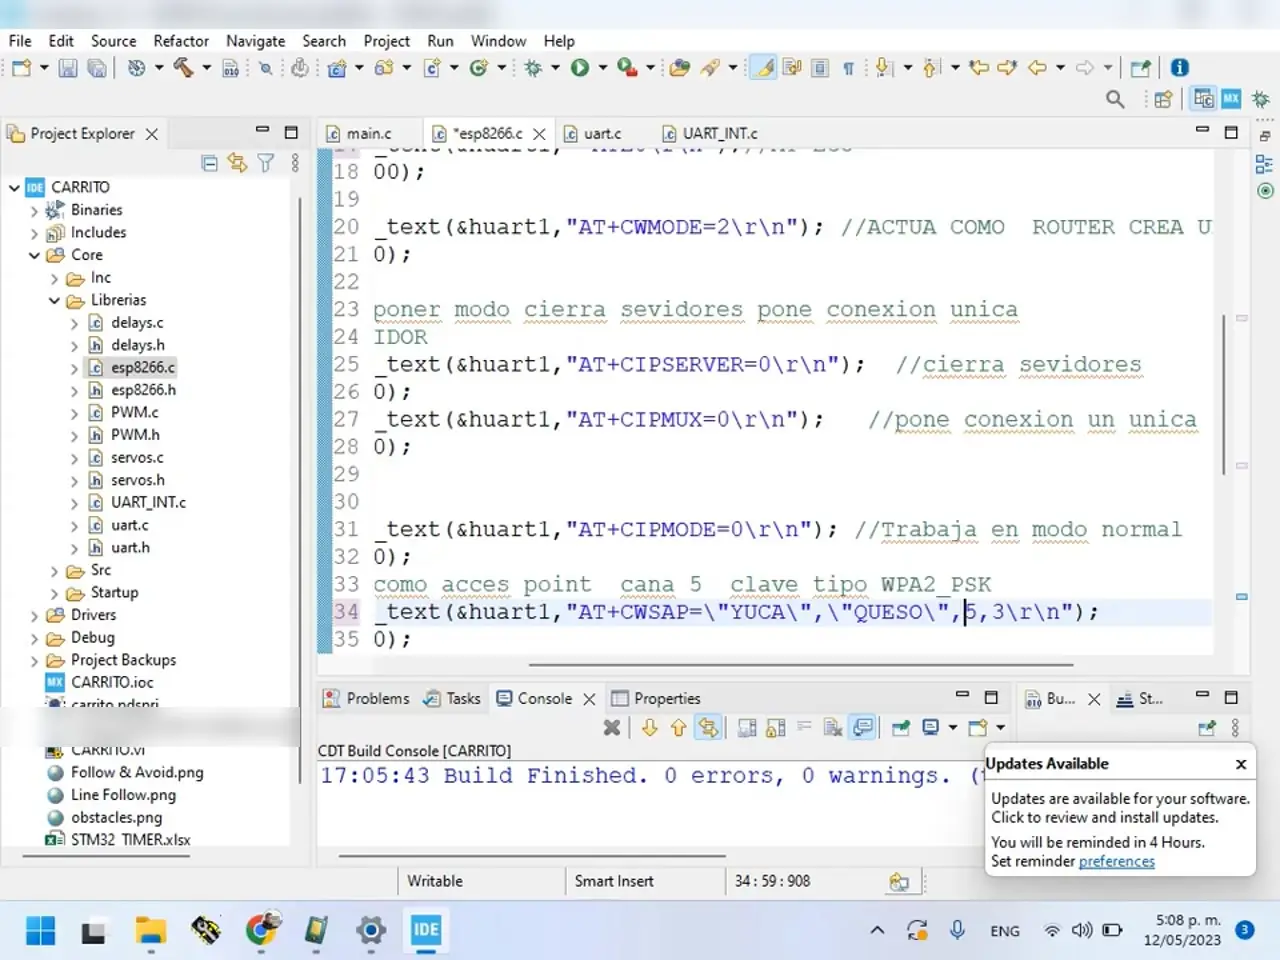 File Edit Source Refactor Navigate Search Project Run Window Help
Project Explorer
main.c
*esp8266.c
uart.c
UART_INT.c
CARRITO
Binaries
Includes
Core
Inc
Librerias
delays.c
delays.h
esp8266.c
esp8266.h
PWM.c
PWM.h
servos.c
servos.h
UART_INT.c
uart.c
uart.h
Src
Startup
Drivers
Debug
Project Backups
CARRITO.ioc
Follow & Avoid.png
Line Follow.png
obstacles.png
STM32_TIMER.xlsx
18 00);
19
20 _text(&huart1,"AT+CWMODE=2\r\n"); //ACTUA COMO  ROUTER CREA U
21 0);
22
23 poner modo cierra sevidores pone conexion unica
24 IDOR
25 _text(&huart1,"AT+CIPSERVER=0\r\n");  //cierra sevidores
26 0);
27 _text(&huart1,"AT+CIPMUX=0\r\n");   //pone conexion un unica
28 0);
29
30
31 _text(&huart1,"AT+CIPMODE=0\r\n"); //Trabaja en modo normal
32 0);
33 como acces point  cana 5  clave tipo WPA2_PSK
34 _text(&huart1,"AT+CWSAP=\"YUCA\",\"QUESO\",5,3\r\n");
35 0);
Problems Tasks Console Properties
Bu... St...
CDT Build Console [CARRITO]
17:05:43 Build Finished. 0 errors, 0 warnings. (
Updates Available x
Updates are available for your software.
Click to review and install updates.
You will be reminded in 4 Hours.
Set reminder preferences
Writable Smart Insert 34 : 59 : 908
IDE
ENG
5:08 p. m.
12/05/2023
3